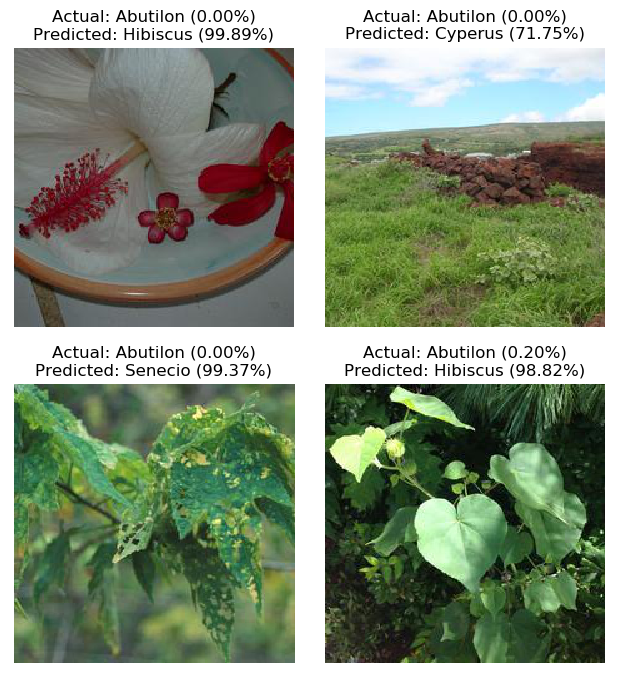 Actual: Abutilon (0.00%)
Predicted: Hibiscus (99.89%)
Actual: Abutilon (0.00%)
Predicted: Cyperus (71.75%)
Actual: Abutilon (0.00%)
Predicted: Senecio (99.37%)
Actual: Abutilon (0.20%)
Predicted: Hibiscus (98.82%)